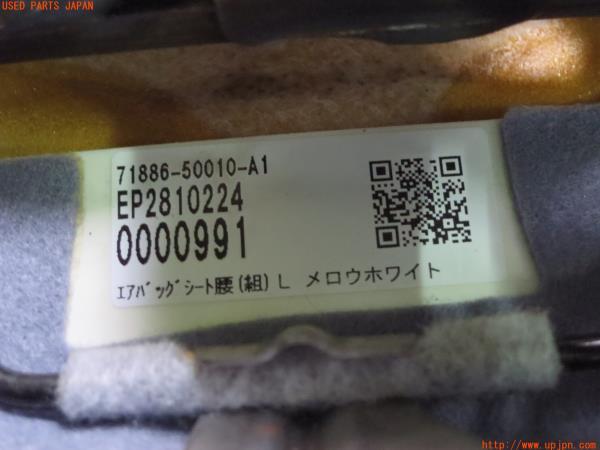 USED PARTS JAPAN
71886-50010-A1
EP2810224
0000991
ｴｱﾊﾞｯｸﾞｼｰﾄ腰(組) L メロウホワイト
http://www.upjpn.com